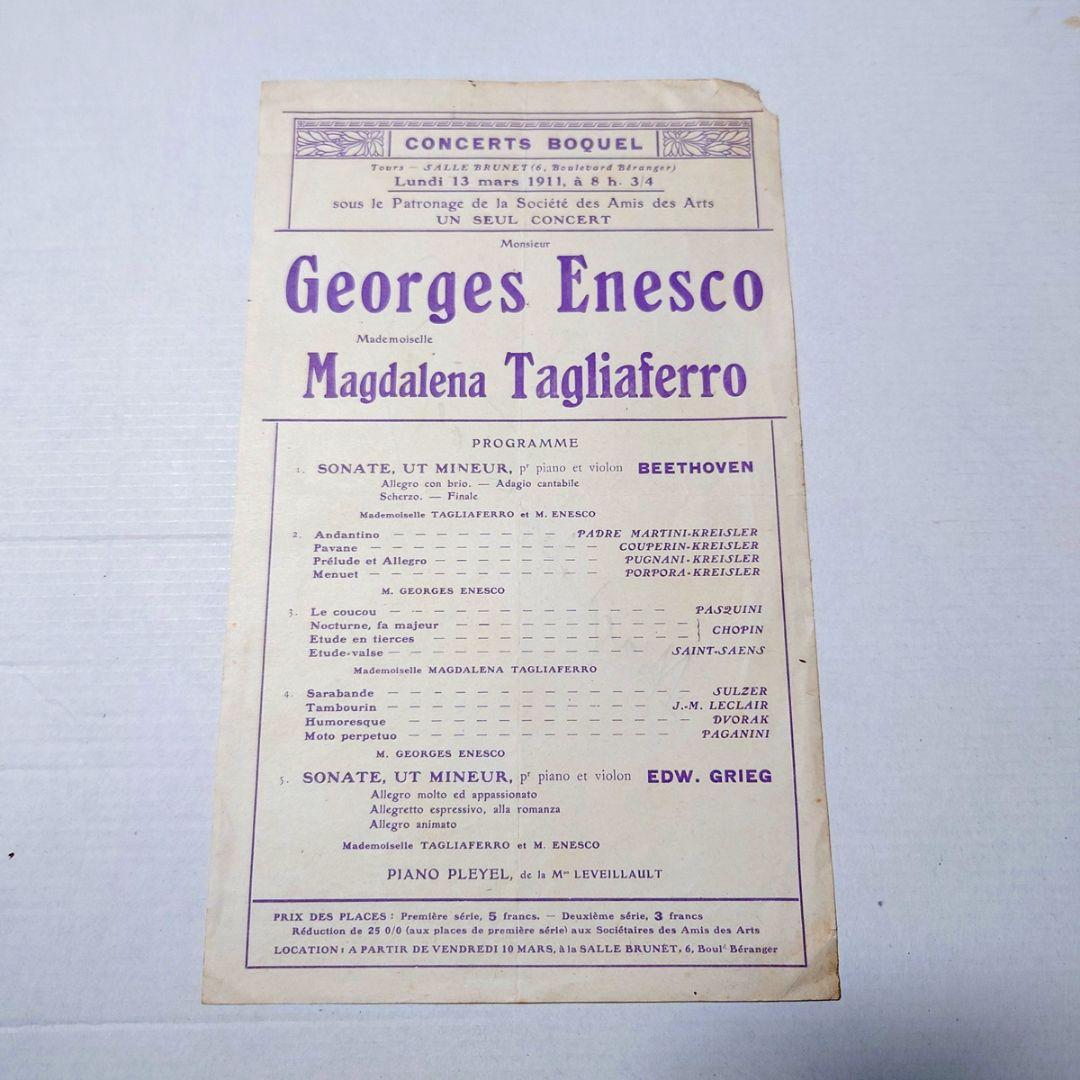 CONCERTS BOQUEL
Tours — SALLE BRUNET (6, Boulevard Béranger)
Lundi 13 mars 1911, à 8 h. 3/4
sous le Patronage de la Société des Amis des Arts
UN SEUL CONCERT
Monsieur
Georges Enesco
Mademoiselle
Magdalena Tagliaferro
PROGRAMME
1. SONATE, UT MINEUR, pr piano et violon BEETHOVEN
Allegro con brio. — Adagio cantabile
Scherzo. — Finale
Mademoiselle TAGLIAFERRO et M. ENESCO
2. Andantino — PADRE MARTINI-KREISLER
Pavane — COUPERIN-KREISLER
Prélude et Allegro — PUGNANI-KREISLER
Menuet — PORPORA-KREISLER
M. GEORGES ENESCO
3. Le coucou — PASQUINI
Nocturne, fa majeur —
Etude en tierces — } CHOPIN
Etude-valse — SAINT-SAENS
Mademoiselle MAGDALENA TAGLIAFERRO
4. Sarabande — SULZER
Tambourin — J.-M. LECLAIR
Humoresque — DVORAK
Moto perpetuo — PAGANINI
M. GEORGES ENESCO
5. SONATE, UT MINEUR, pr piano et violon EDW. GRIEG
Allegro molto ed appassionato
Allegretto espressivo, alla romanza
Allegro animato
Mademoiselle TAGLIAFERRO et M. ENESCO
PIANO PLEYEL, de la Mon LEVEILLAULT
PRIX DES PLACES : Première série, 5 francs. — Deuxième série, 3 francs
Réduction de 25 0/0 (aux places de première série) aux Sociétaires des Amis des Arts
LOCATION : A PARTIR DE VENDREDI 10 MARS, à la SALLE BRUNET, 6, Bould Béranger